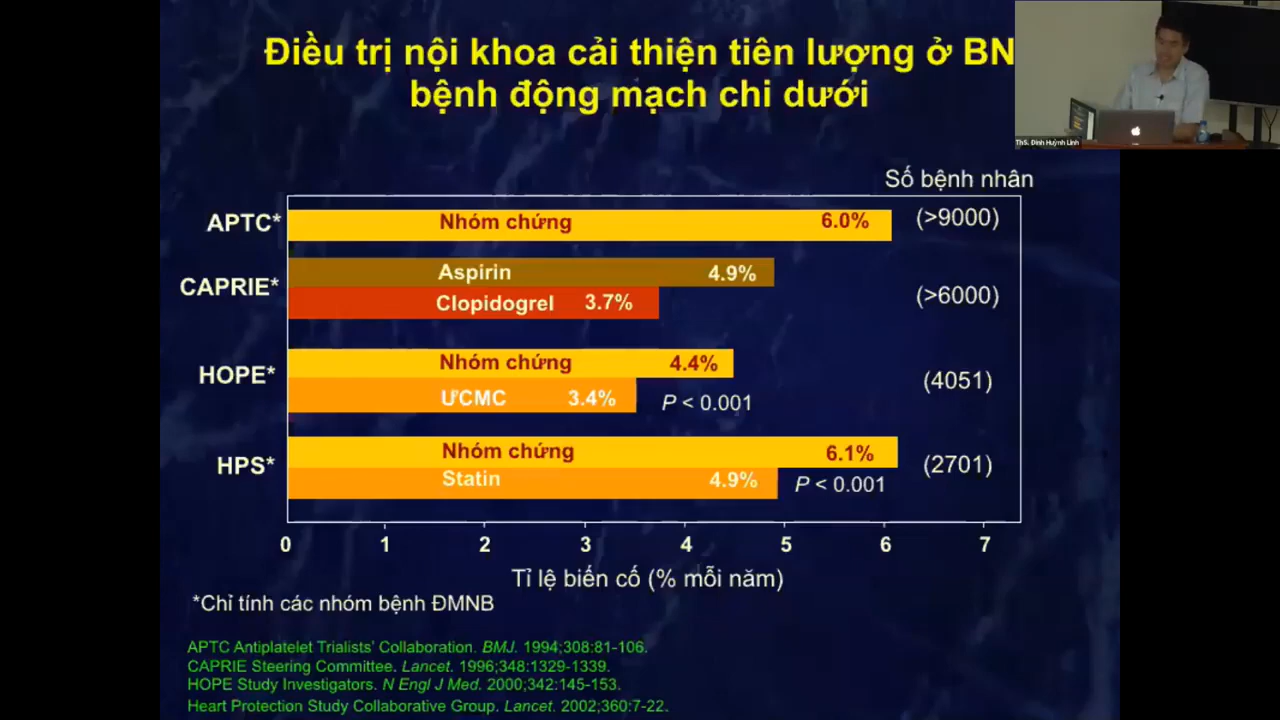 Điều trị nội khoa cải thiện tiên lượng ở BN
bệnh động mạch chi dưới
ThS. Đinh Huỳnh Linh
Số bệnh nhân
APTC*
Nhóm chứng
6.0%
(>9000)
CAPRIE*
Aspirin
4.9%
Clopidogrel
3.7%
(>6000)
HOPE*
Nhóm chứng
4.4%
ƯCMC
3.4%
P < 0.001
(4051)
HPS*
Nhóm chứng
6.1%
Statin
4.9%
P < 0.001
(2701)
0 1 2 3 4 5 6 7
Tỉ lệ biến cố (% mỗi năm)
*Chỉ tính các nhóm bệnh ĐMNB
APTC Antiplatelet Trialists' Collaboration. BMJ. 1994;308:81-106.
CAPRIE Steering Committee. Lancet. 1996;348:1329-1339.
HOPE Study Investigators. N Engl J Med. 2000;342:145-153.
Heart Protection Study Collaborative Group. Lancet. 2002;360:7-22.